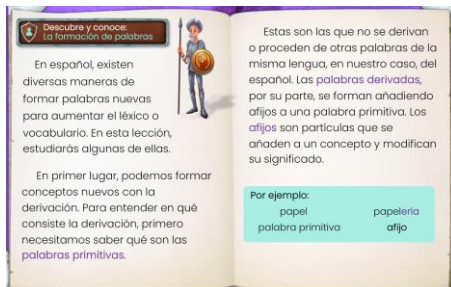 Descubre y conoce:
La formación de palabras
En español, existen
diversas maneras de
formar palabras nuevas
para aumentar el léxico o
vocabulario. En esta lección,
estudiarás algunas de ellas.
En primer lugar, podemos formar
conceptos nuevos con la
derivación. Para entender en qué
consiste la derivación, primero
necesitamos saber qué son las
palabras primitivas.
Estas son las que no se derivan
o proceden de otras palabras de la
misma lengua, en nuestro caso, del
español. Las palabras derivadas,
por su parte, se forman añadiendo
afijos a una palabra primitiva. Los
afijos son partículas que se
añaden a un concepto y modifican
su significado.
Por ejemplo:
papel papelería
palabra primitiva afijo